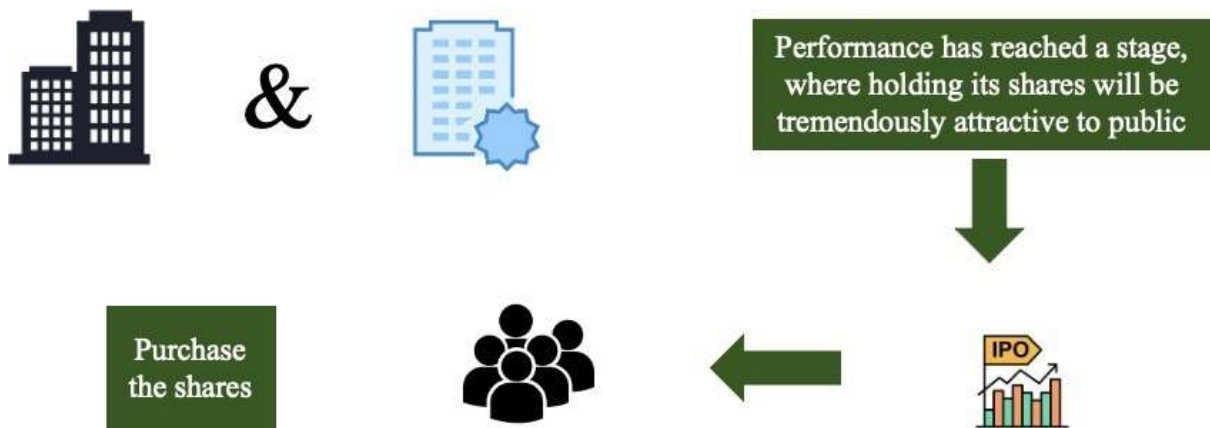 &
Performance has reached a stage,
where holding its shares will be
tremendously attractive to public
IPO
Purchase
the shares